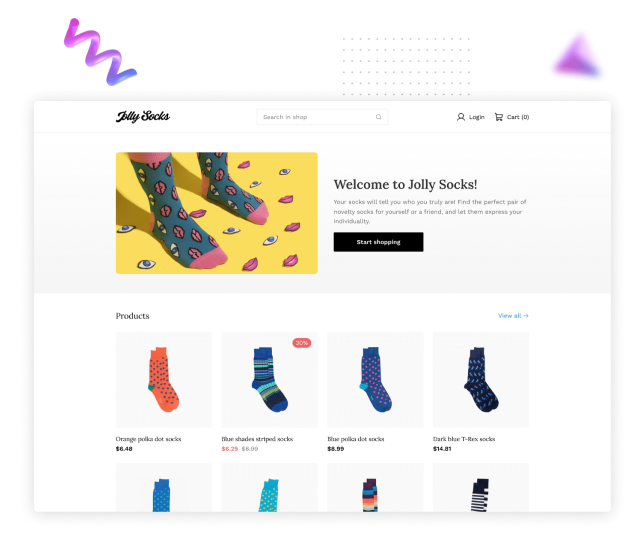 Jolly Socks
Search in shop
Login
Cart (0)
Welcome to Jolly Socks!
Your socks will tell you who you truly are! Find the perfect pair of
novelty socks for yourself or a friend, and let them express your
individuality.
Start shopping
Products
View all →
30%
Orange polka dot socks
$6.48
Blue shades striped socks
$6.29 $8.99
Blue polka dot socks
$8.99
Dark blue T-Rex socks
$14.81